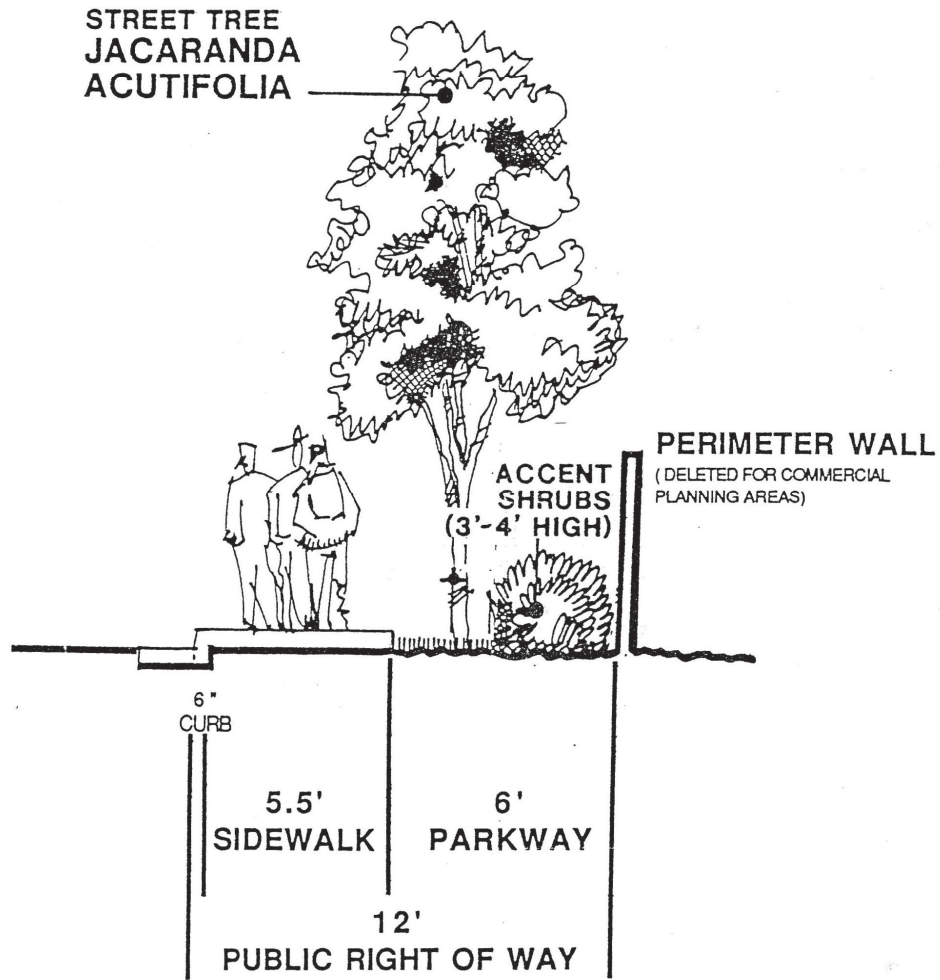 STREET TREE
JACARANDA
ACUTIFOLIA
PERIMETER WALL
( DELETED FOR COMMERCIAL
PLANNING AREAS)
ACCENT
SHRUBS
(3'-4' HIGH)
6"
CURB
5.5'
SIDEWALK
6'
PARKWAY
12'
PUBLIC RIGHT OF WAY